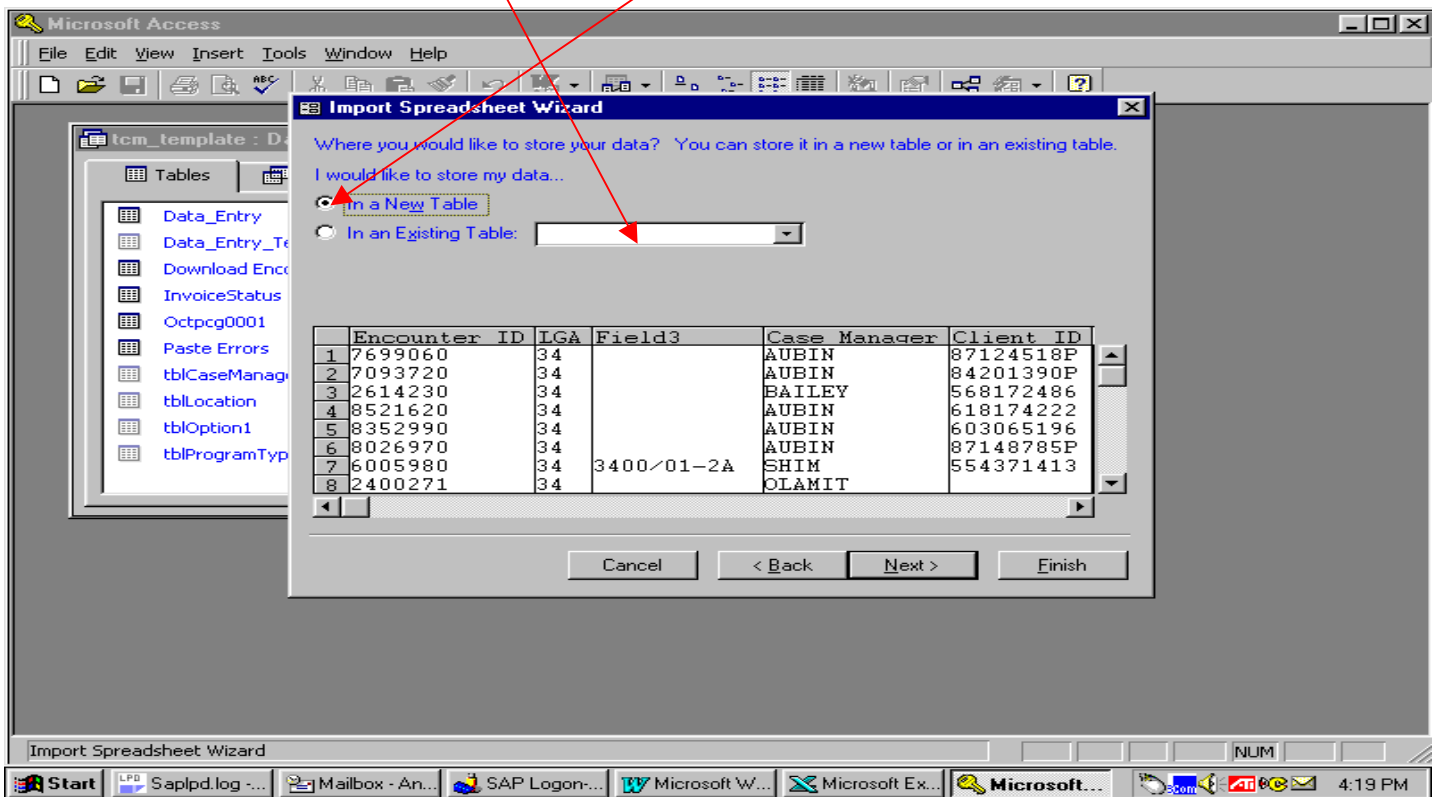 Microsoft Access
File Edit View Insert Tools Window Help
ABC
Import Spreadsheet Wizard
tcm_template : Da
Where you would like to store your data? You can store it in a new table or in an existing table.
Tables
I would like to store my data...
In a New Table
Data_Entry
In an Existing Table:
Data_Entry_Te
Download Enco
InvoiceStatus
Octpcg0001
Paste Errors
tblCaseManag
tblLocation
tblOption1
tblProgramTyp
Encounter ID LGA Field3 Case Manager Client ID
1 7699060 34 AUBIN 87124518P
2 7093720 34 AUBIN 84201390P
3 2614230 34 BAILEY 568172486
4 8521620 34 AUBIN 618174222
5 8352990 34 AUBIN 603065196
6 8026970 34 AUBIN 87148785P
7 6005980 34 3400/01-2A SHIM 554371413
8 2400271 34 OLAMIT
Cancel < Back Next > Finish
Import Spreadsheet Wizard NUM
Start LPD Saplpd.log -... Mailbox - An... SAP Logon-... Microsoft W... Microsoft Ex... Microsoft... 4:19 PM